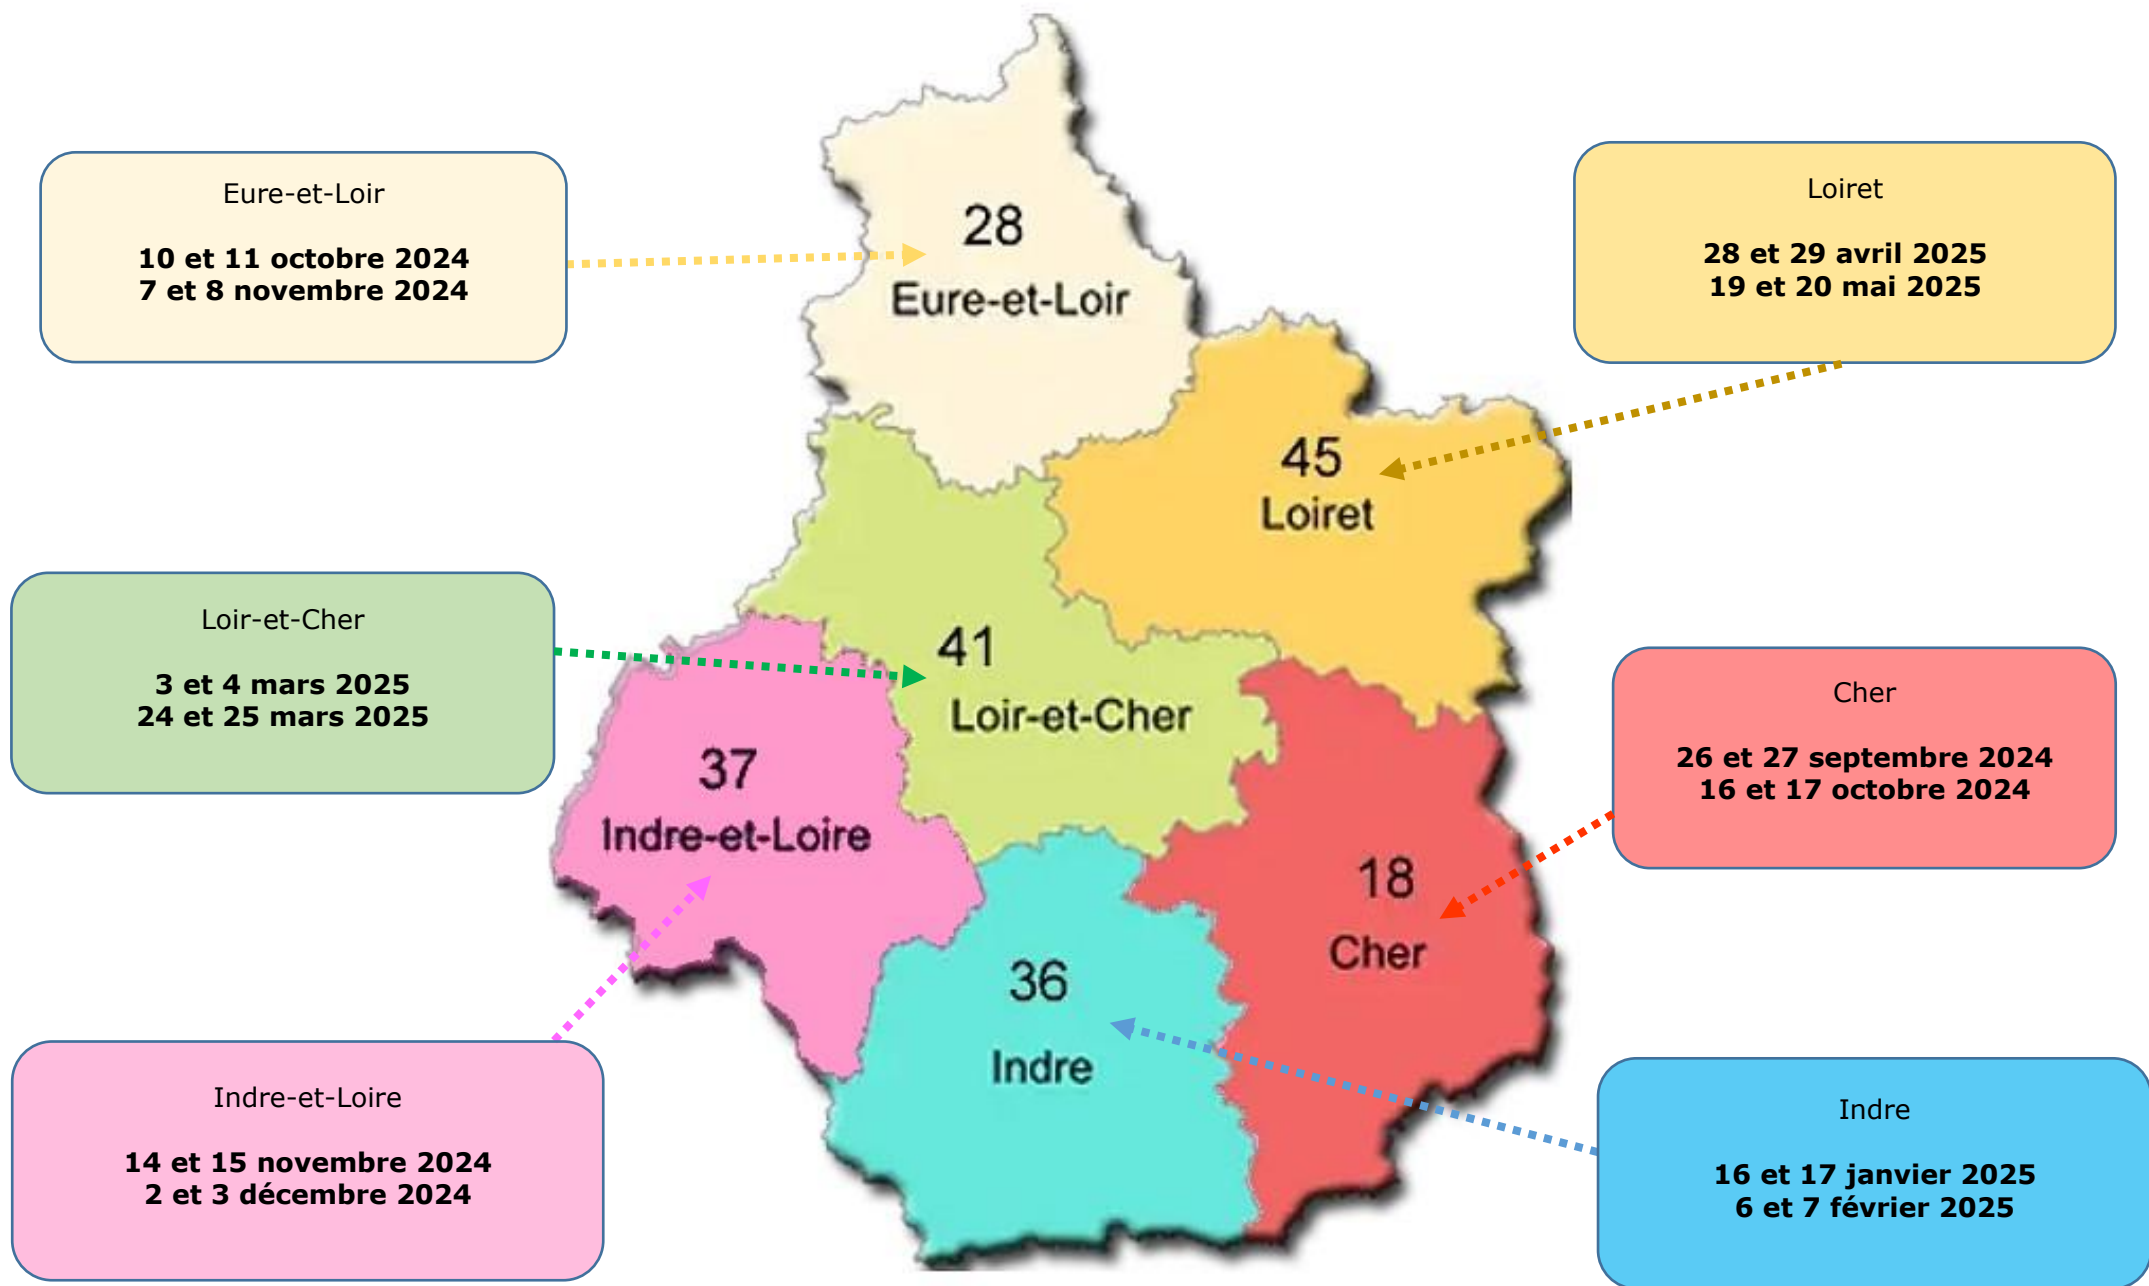 Eure-et-Loir
10 et 11 octobre 2024
7 et 8 novembre 2024
Loiret
28 et 29 avril 2025
19 et 20 mai 2025
28
Eure-et-Loir
45
Loiret
Loir-et-Cher
3 et 4 mars 2025
24 et 25 mars 2025
41
Loir-et-Cher
Cher
26 et 27 septembre 2024
16 et 17 octobre 2024
37
Indre-et-Loire
18
Cher
36
Indre
Indre-et-Loire
14 et 15 novembre 2024
2 et 3 décembre 2024
Indre
16 et 17 janvier 2025
6 et 7 février 2025